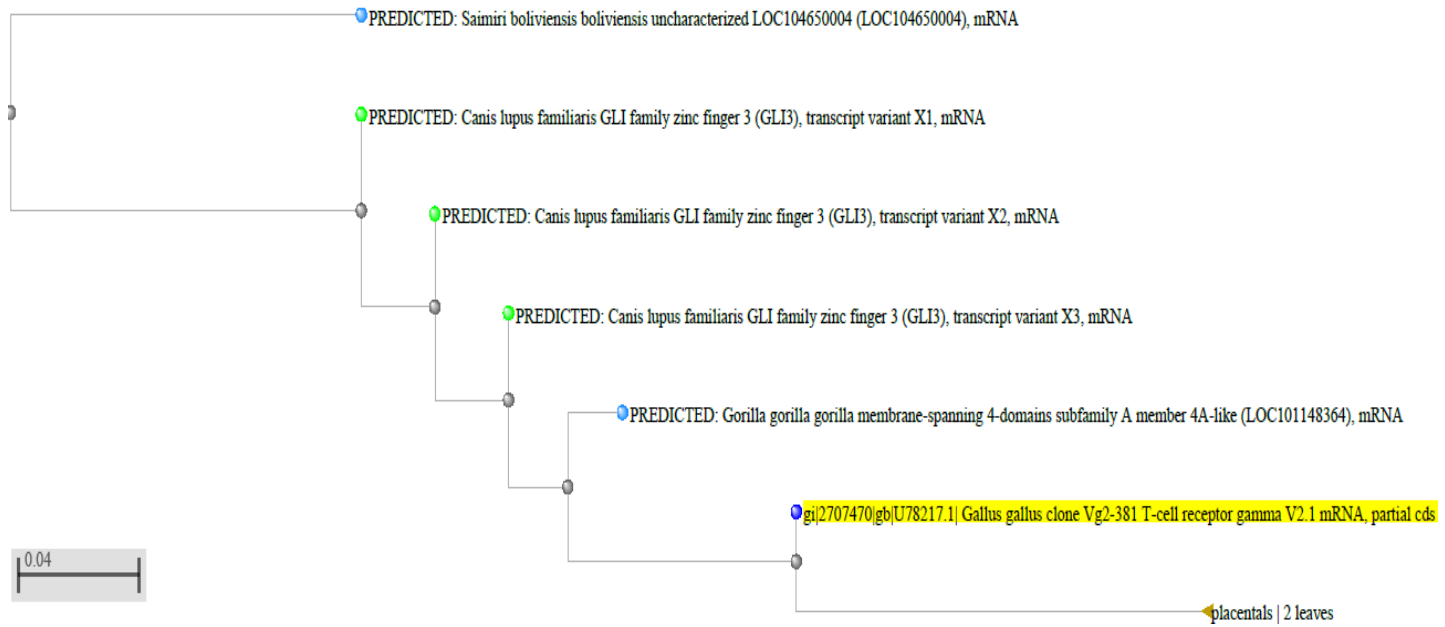 PREDICTED: Saimiri boliviensis boliviensis uncharacterized LOC104650004 (LOC104650004), mRNA
PREDICTED: Canis lupus familiaris GLI family zinc finger 3 (GLI3), transcript variant X1, mRNA
PREDICTED: Canis lupus familiaris GLI family zinc finger 3 (GLI3), transcript variant X2, mRNA
PREDICTED: Canis lupus familiaris GLI family zinc finger 3 (GLI3), transcript variant X3, mRNA
PREDICTED: Gorilla gorilla gorilla membrane-spanning 4-domains subfamily A member 4A-like (LOC101148364), mRNA
gi|2707470|gb|U78217.1| Gallus gallus clone Vg2-381 T-cell receptor gamma V2.1 mRNA, partial cds
0.04
placentals | 2 leaves